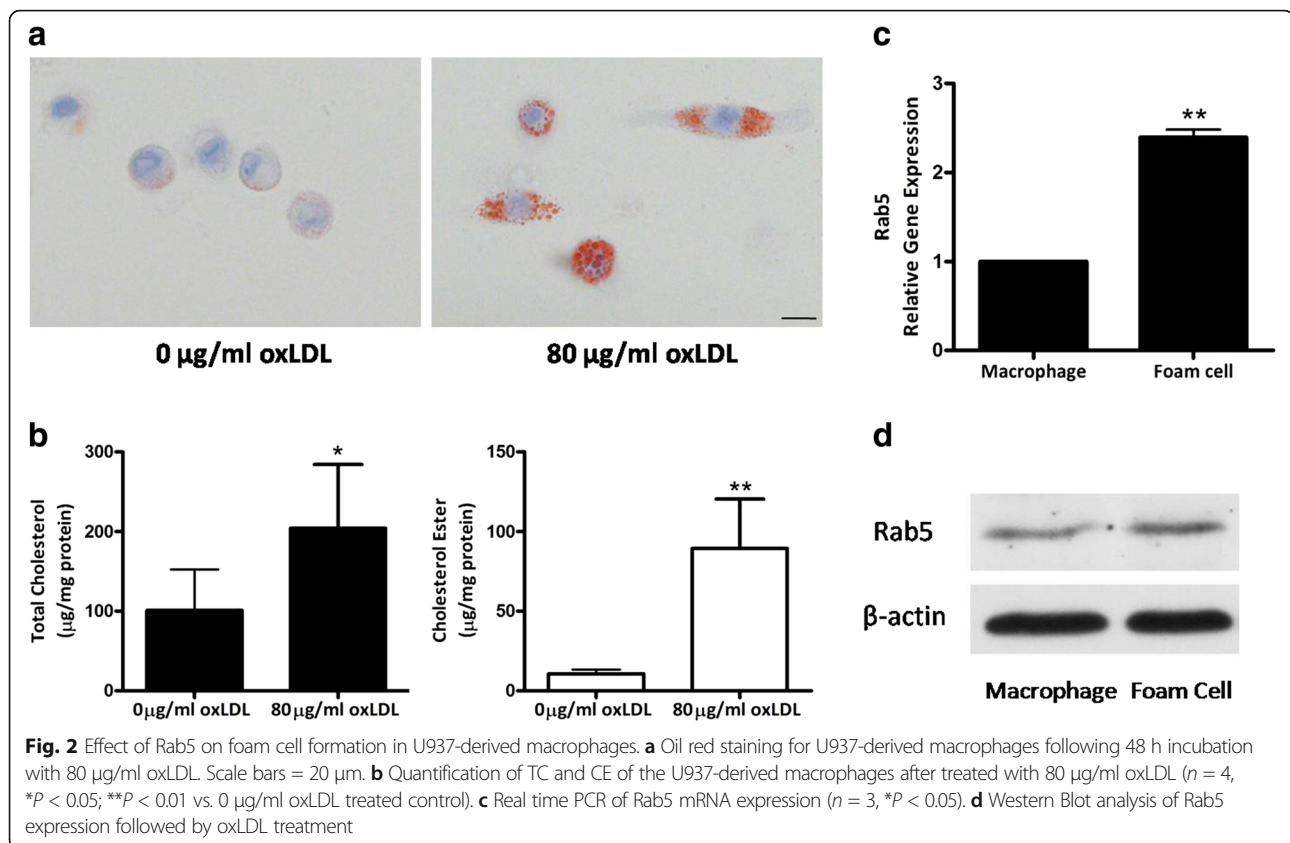 a
0 µg/ml oxLDL
80 µg/ml oxLDL
c
Rab5
Relative Gene Expression
3
2
1
0
**
Macrophage
Foam cell
b
Total Cholesterol
(µg/mg protein)
300
200
100
0
*
0µg/ml oxLDL
80µg/ml oxLDL
Cholesterol Ester
(µg/mg protein)
150
100
50
0
**
0µg/ml oxLDL
80µg/ml oxLDL
d
Rab5
β-actin
Macrophage
Foam Cell
Fig. 2 Effect of Rab5 on foam cell formation in U937-derived macrophages. a Oil red staining for U937-derived macrophages following 48 h incubation
with 80 µg/ml oxLDL. Scale bars = 20 µm. b Quantification of TC and CE of the U937-derived macrophages after treated with 80 µg/ml oxLDL (n = 4,
*P < 0.05; **P < 0.01 vs. 0 µg/ml oxLDL treated control). c Real time PCR of Rab5 mRNA expression (n = 3, *P < 0.05). d Western Blot analysis of Rab5
expression followed by oxLDL treatment